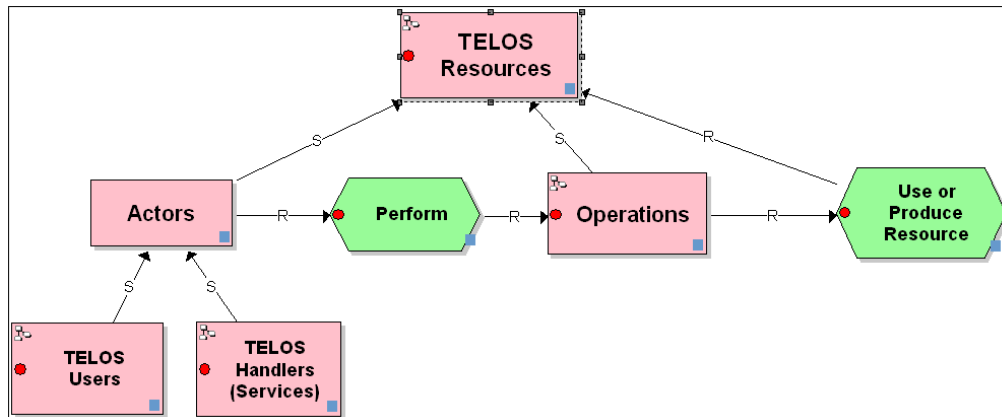 TELOS
Resources
S
S
R
Actors
R
Perform
R
Operations
R
Use or
Produce
Resource
S
S
TELOS
Users
TELOS
Handlers
(Services)